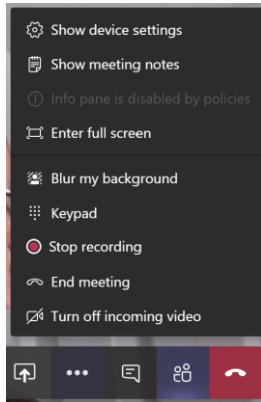 Show device settings
Show meeting notes
Info pane is disabled by policies
Enter full screen
Blur my background
Keypad
Stop recording
End meeting
Turn off incoming video